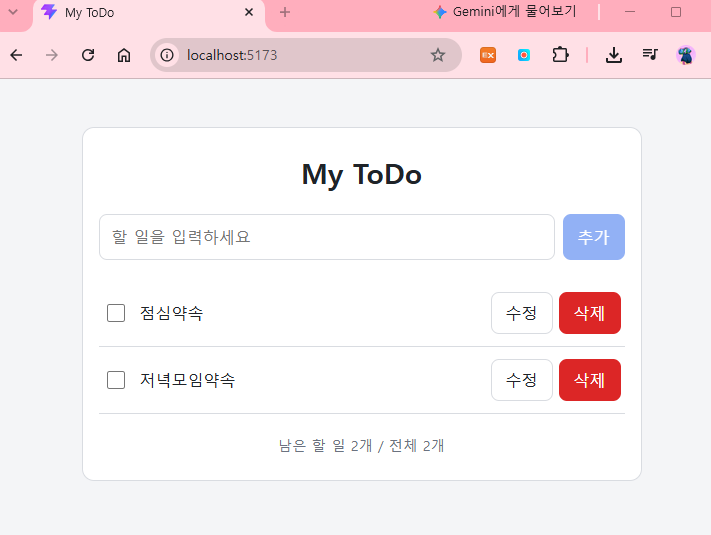 My ToDo
Gemini에게 물어보기
localhost:5173
My ToDo
할 일을 입력하세요
추가
점심약속
수정
삭제
저녁모임약속
수정
삭제
남은 할 일 2개 / 전체 2개